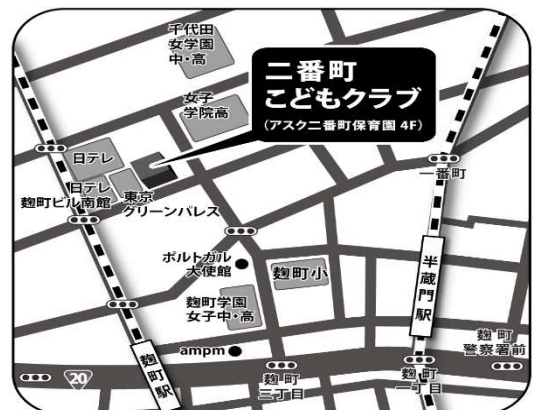 千代田
女学園
中・高
二番町
こどもクラブ
(アスク二番町保育園 4F)
女子
学院高
日テレ
日テレ
麹町ビル南館
東京
グリーンパレス
一番町
ポルトガル
大使館
麹町小
麹町学園
女子中・高
半蔵門駅
ampm
麹町駅
20
麹町
三丁目
麹町
一丁目
麹町
警察署前